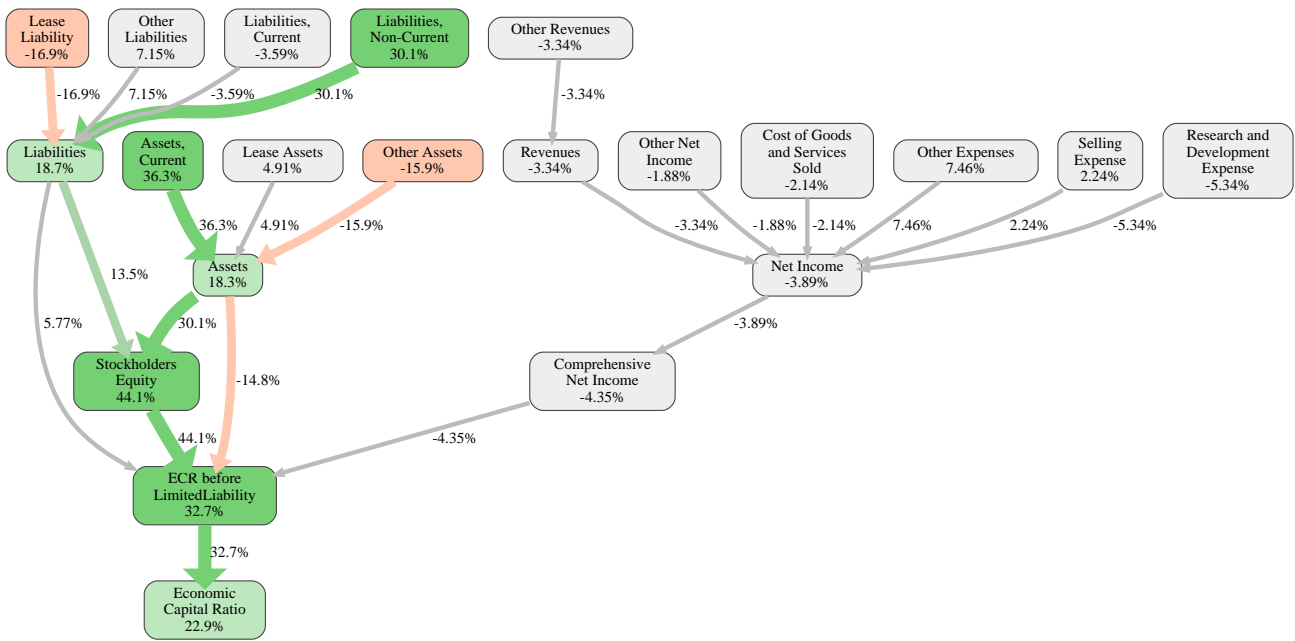 Lease
Liability
-16.9%
Other
Liabilities
7.15%
Liabilities,
Current
-3.59%
Liabilities,
Non-Current
30.1%
Other Revenues
-3.34%
-16.9%
7.15%
-3.59%
30.1%
-3.34%
Liabilities
18.7%
Assets,
Current
36.3%
Lease Assets
4.91%
Other Assets
-15.9%
Revenues
-3.34%
Other Net
Income
-1.88%
Cost of Goods
and Services
Sold
-2.14%
Other Expenses
7.46%
Selling
Expense
2.24%
Research and
Development
Expense
-5.34%
36.3%
4.91%
-15.9%
-3.34%
-1.88%
-2.14%
7.46%
2.24%
-5.34%
Assets
18.3%
Net Income
-3.89%
13.5%
5.77%
30.1%
-3.89%
Stockholders
Equity
44.1%
-14.8%
Comprehensive
Net Income
-4.35%
44.1%
-4.35%
ECR before
LimitedLiability
32.7%
32.7%
Economic
Capital Ratio
22.9%